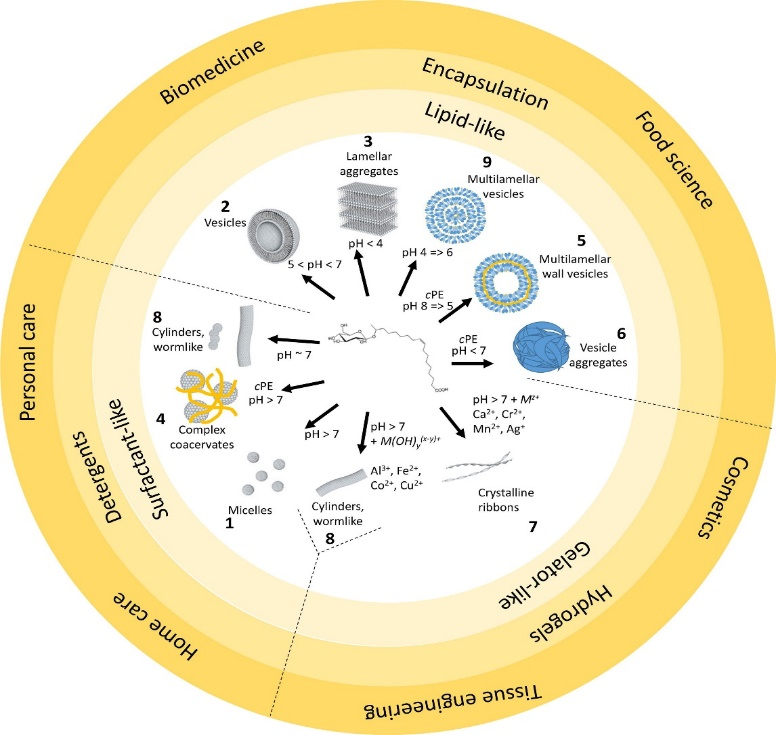 Biomedicine
Encapsulation
Food science
Lipid-like
3
Lamellar
aggregates
pH < 4
9
Multilamellar
vesicles
pH 4 => 6
2
Vesicles
5 < pH < 7
5
Multilamellar
wall vesicles
cPE
pH 8 => 5
6
Vesicle
aggregates
cPE
pH < 7
8
Cylinders,
wormlike
pH ~ 7
cPE
pH > 7
4
Complex
coacervates
pH > 7
Micelles
1
pH > 7
+ M(OH)y(x-y)+
Al³⁺, Fe²⁺,
Co²⁺, Cu²⁺
Cylinders,
wormlike
8
pH > 7 + Mᶻ⁺
Ca²⁺, Cr²⁺,
Mn²⁺, Ag⁺
Crystalline
ribbons
7
Personal care
Detergents
Surfactant-like
Home care
Gelator-like
Hydrogels
Tissue engineering
Cosmetics